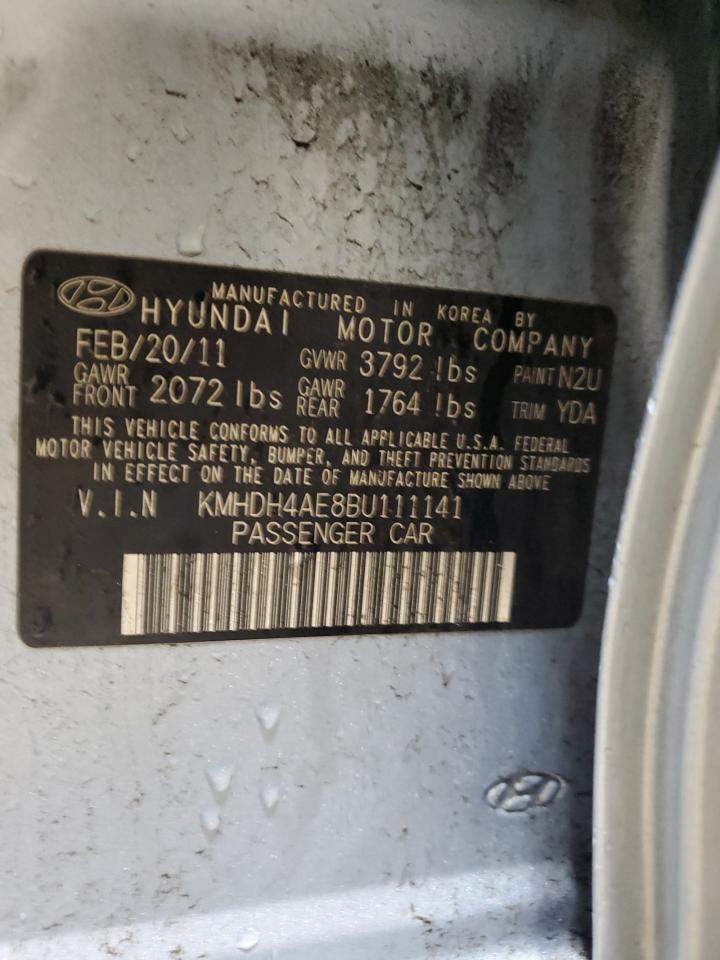 MANUFACTURED IN KOREA BY
HYUNDAI MOTOR COMPANY
FEB/20/11 GVWR 3792 lbs PAINT N2U
GAWR FRONT 2072 lbs GAWR REAR 1764 lbs TRIM YDA
THIS VEHICLE CONFORMS TO ALL APPLICABLE U.S.A. FEDERAL
MOTOR VEHICLE SAFETY, BUMPER, AND THEFT PREVENTION STANDARDS
IN EFFECT ON THE DATE OF MANUFACTURE SHOWN ABOVE
V.I.N KMHDH4AE8BU111141
PASSENGER CAR